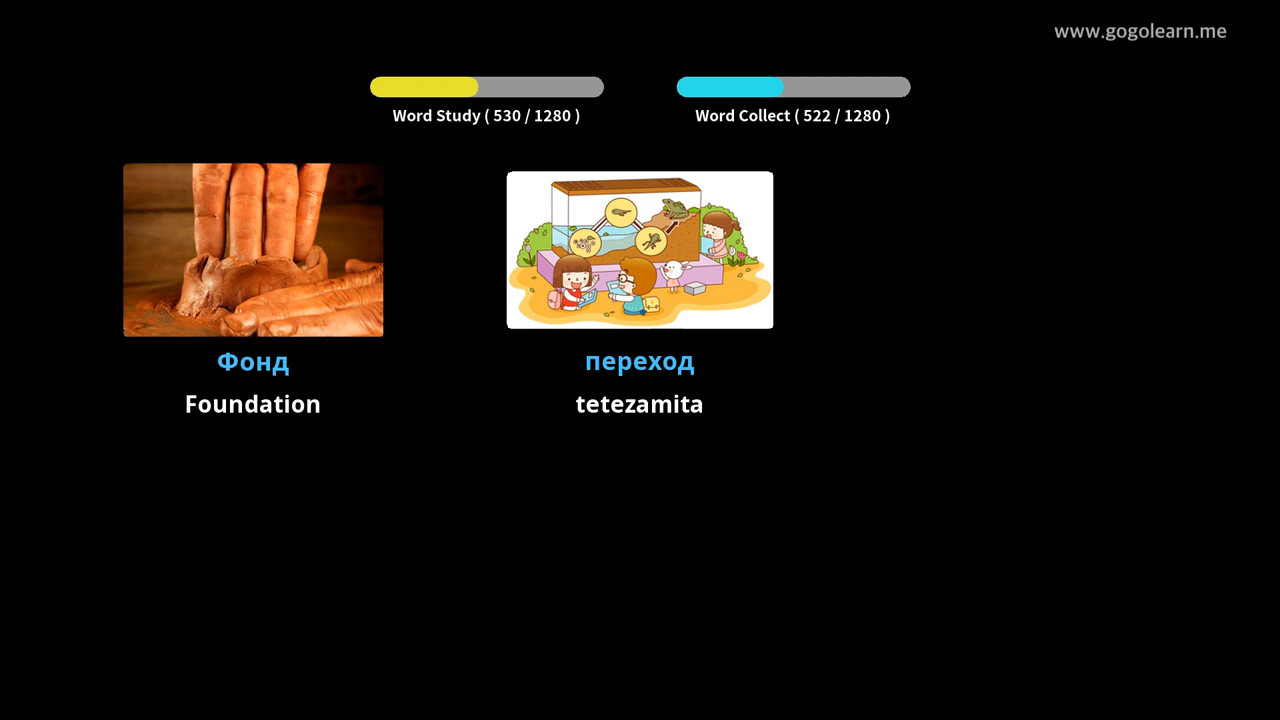 www.gogolearn.me
Word Study ( 530 / 1280 )
Word Collect ( 522 / 1280 )
Фонд
Foundation
переход
tetezamita